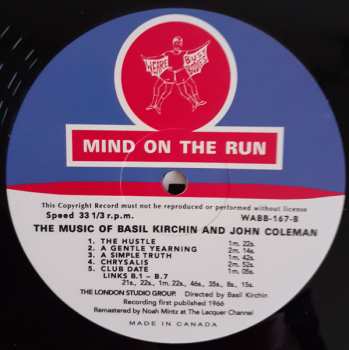 MIND ON THE RUN
This Copyright Record must not be reproduced or performed without license
Speed 33 1/3 r.p.m. WABB-167-B
THE MUSIC OF BASIL KIRCHIN AND JOHN COLEMAN
1. THE HUSTLE 1m. 22s.
2. A GENTLE YEARNING 2m. 14s.
3. A SIMPLE TRUTH 1m. 42s.
4. CHRYSALIS 2m. 52s.
5. CLUB DATE 1m. 05s.
LINKS B.1 - B.7
21s., 22s., 1m. 22s., 46s., 35s., 8s., 15s.
THE LONDON STUDIO GROUP. Directed by Basil Kirchin
Recording first published 1966
Remastered by Noah Mintz at The Lacquer Channel
MADE IN CANADA